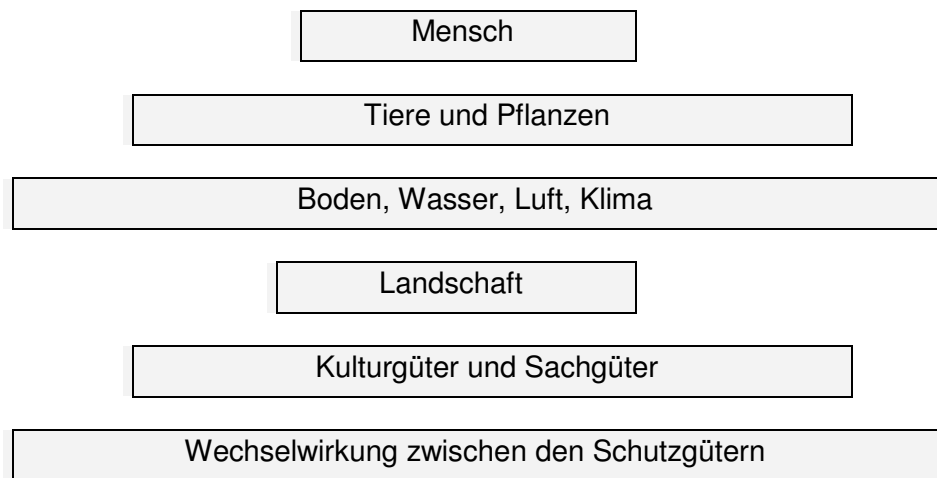 Mensch
Tiere und Pflanzen
Boden, Wasser, Luft, Klima
Landschaft
Kulturgüter und Sachgüter
Wechselwirkung zwischen den Schutzgütern